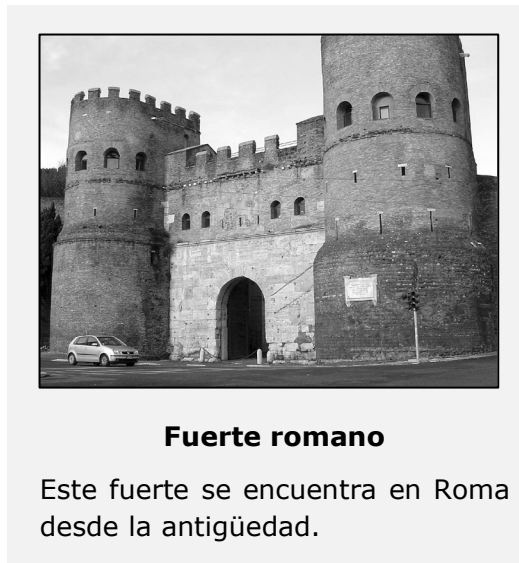 Fuerte romano
Este fuerte se encuentra en Roma
desde la antigüedad.